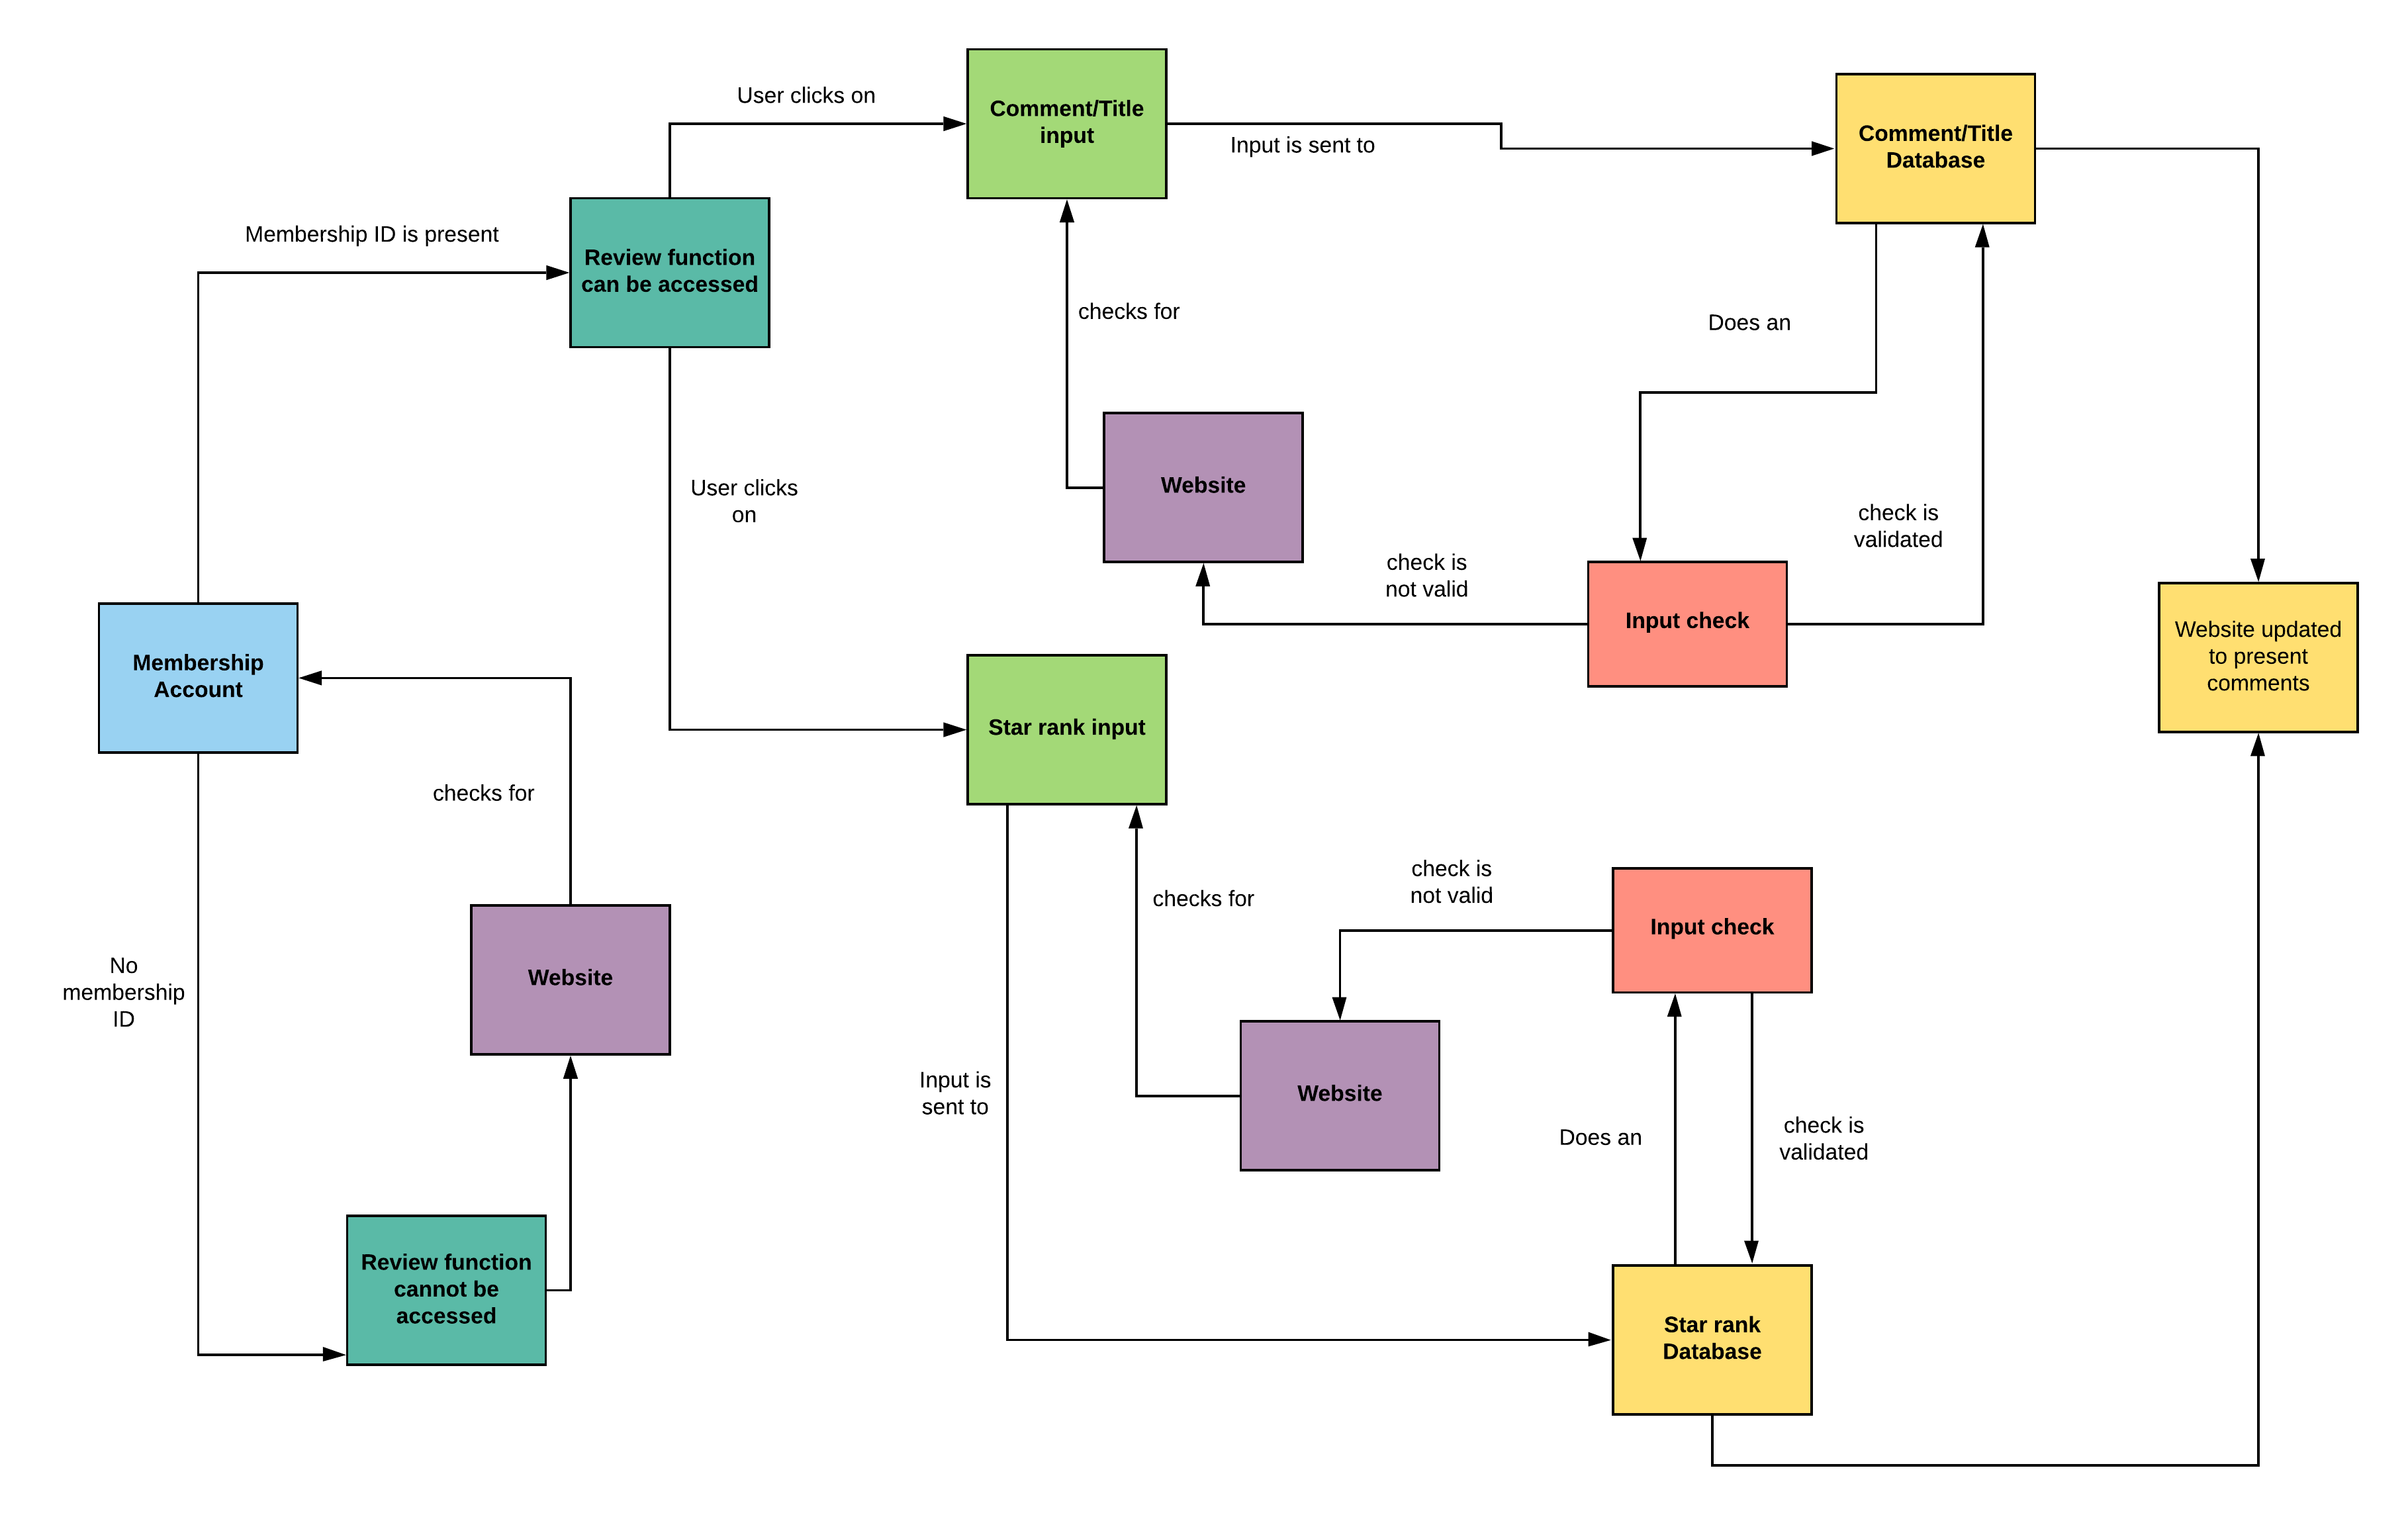 User clicks on
Comment/Title
input
Input is sent to
Comment/Title
Database
Membership ID is present
Review function
can be accessed
checks for
Does an
User clicks
on
Website
check is
validated
check is
not valid
Input check
Website updated
to present
comments
Membership
Account
Star rank input
checks for
check is
not valid
checks for
Input check
No
membership
ID
Website
Input is
sent to
Website
Does an
check is
validated
Review function
cannot be
accessed
Star rank
Database